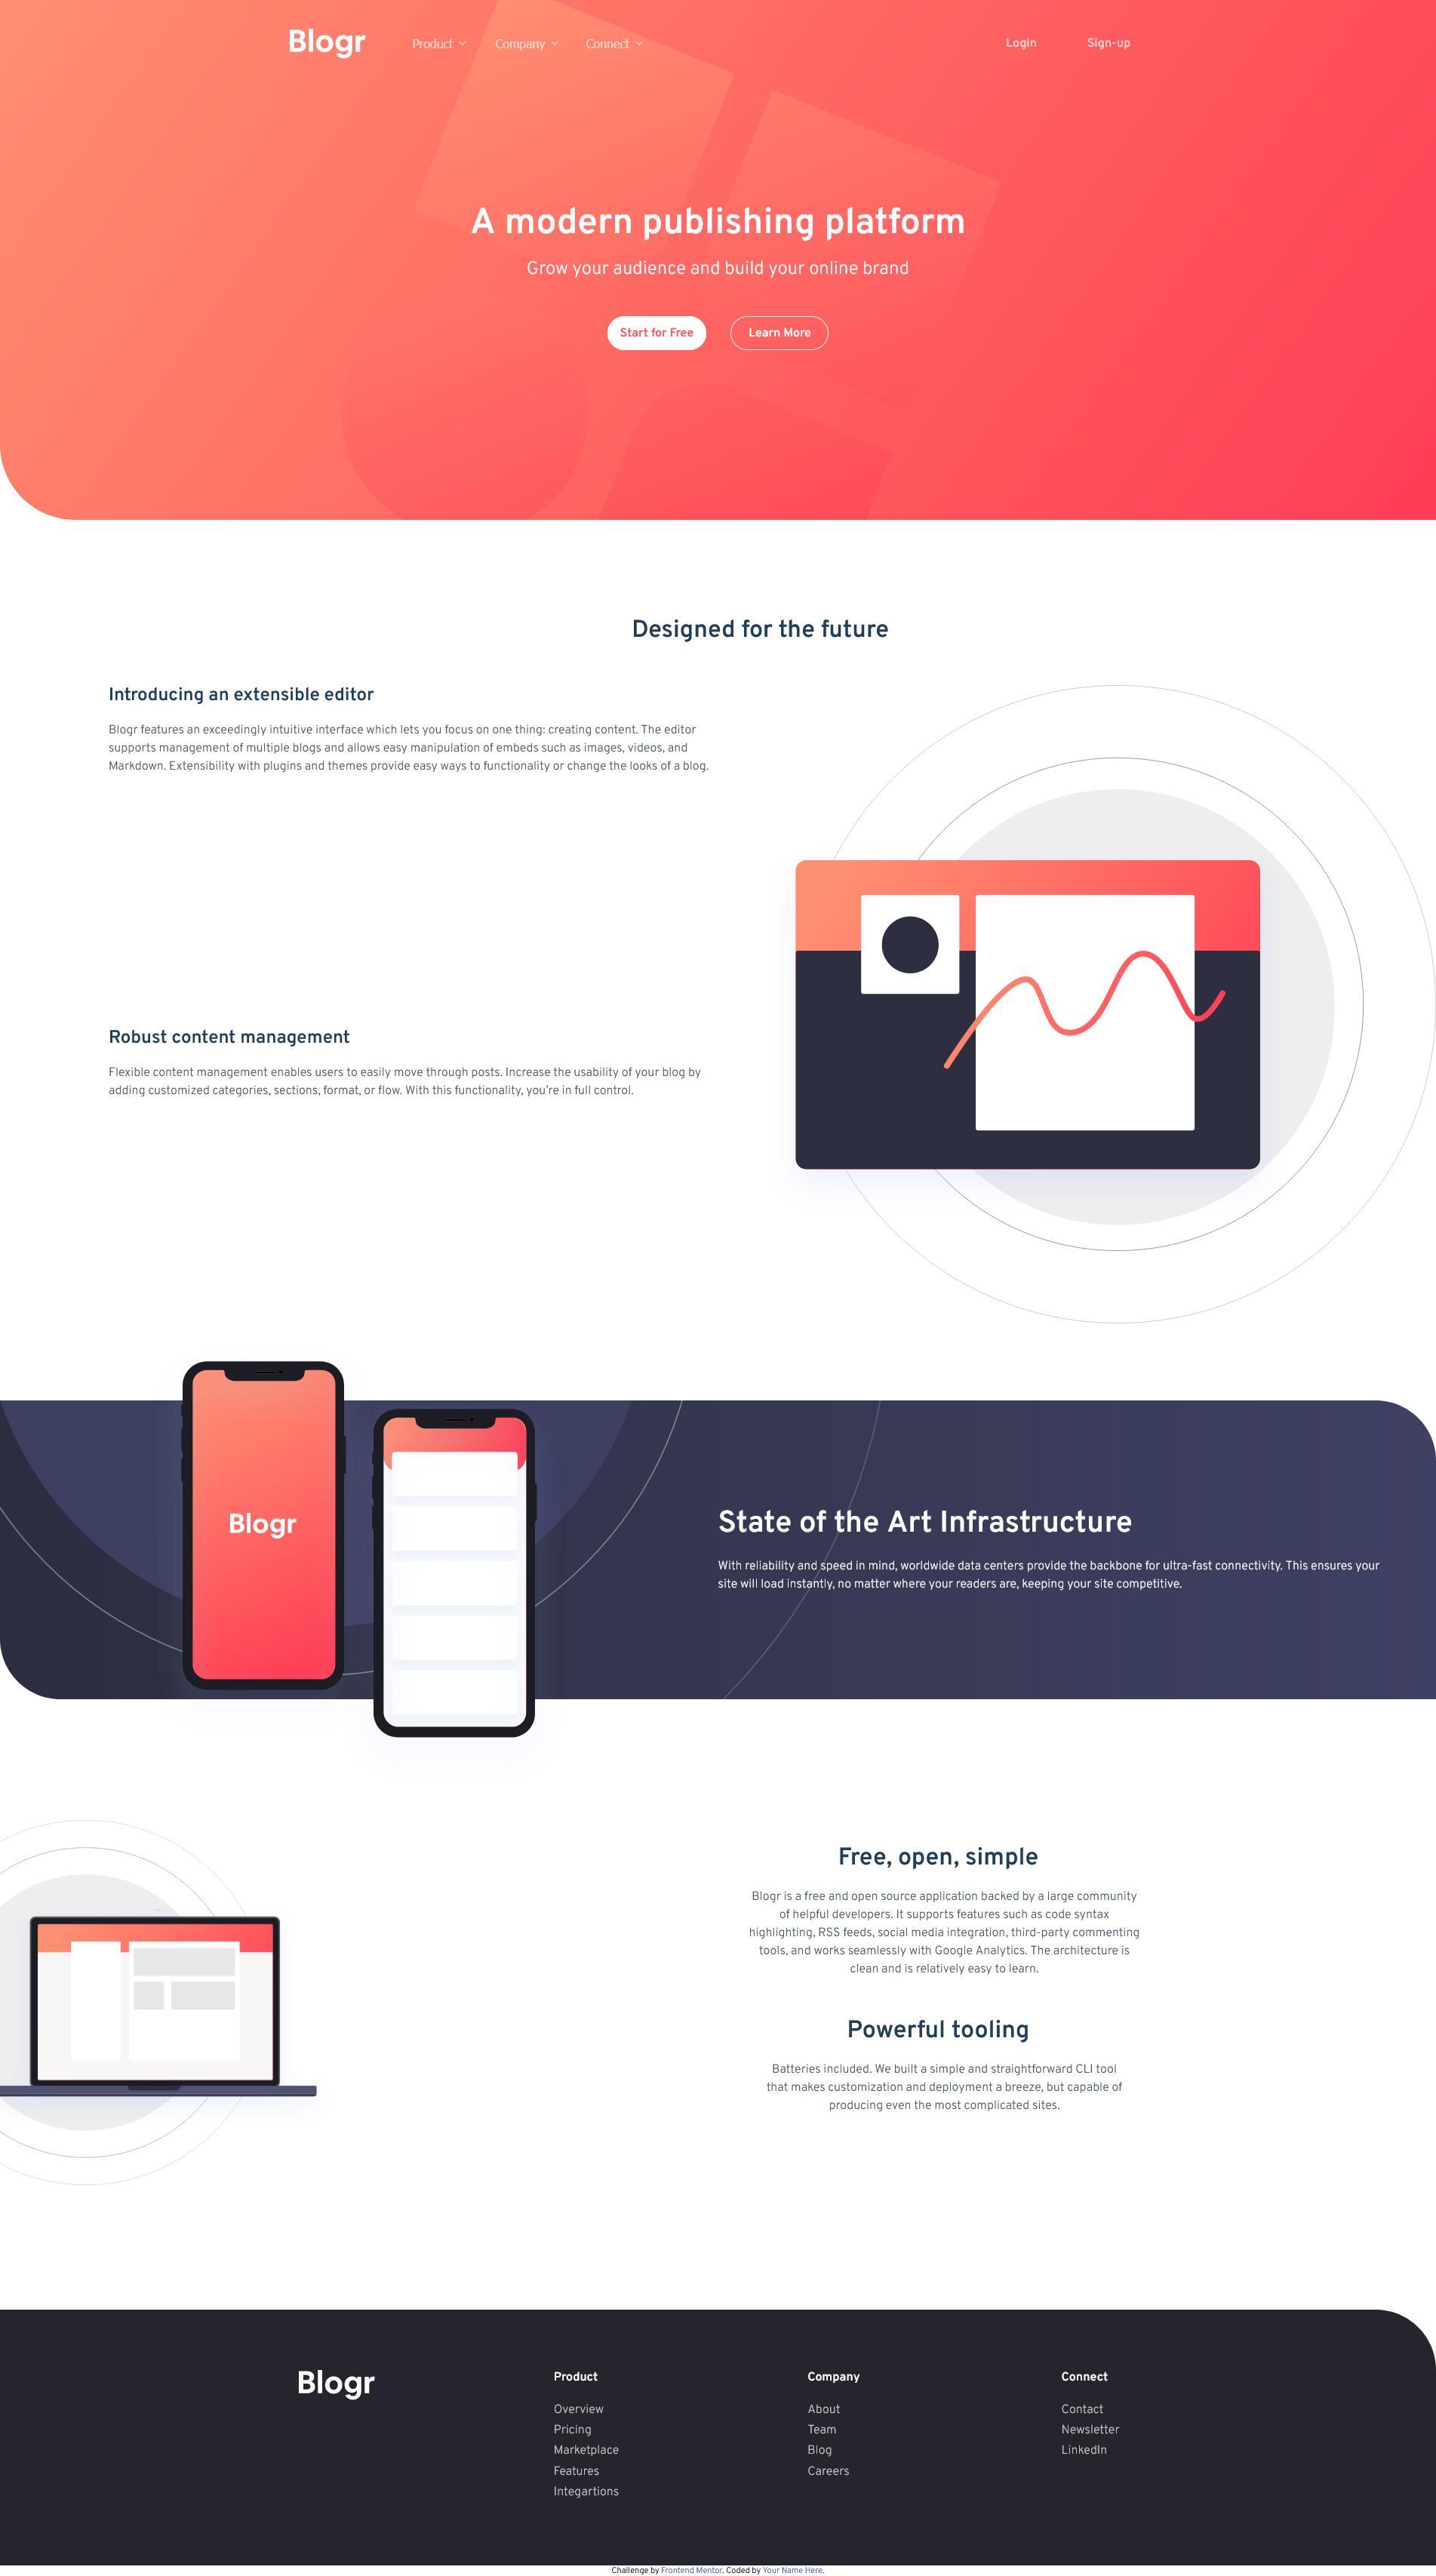 Blogr
Product
Company
Connect
Login
Sign-up
A modern publishing platform
Grow your audience and build your online brand
Start for Free
Learn More
Designed for the future
Introducing an extensible editor
Blogr features an exceedingly intuitive interface which lets you focus on one thing: creating content. The editor
supports management of multiple blogs and allows easy manipulation of embeds such as images, videos, and
Markdown. Extensibility with plugins and themes provide easy ways to functionality or change the looks of a blog.
Robust content management
Flexible content management enables users to easily move through posts. Increase the usability of your blog by
adding customized categories, sections, format, or flow. With this functionality, you're in full control.
Blogr
State of the Art Infrastructure
With reliability and speed in mind, worldwide data centers provide the backbone for ultra-fast connectivity. This ensures your
site will load instantly, no matter where your readers are, keeping your site competitive.
Free, open, simple
Blogr is a free and open source application backed by a large community
of helpful developers. It supports features such as code syntax
highlighting, RSS feeds, social media integration, third-party commenting
tools, and works seamlessly with Google Analytics. The architecture is
clean and is relatively easy to learn.
Powerful tooling
Batteries included. We built a simple and straightforward CLI tool
that makes customization and deployment a breeze, but capable of
producing even the most complicated sites.
Blogr
Product
Overview
Pricing
Marketplace
Features
Integartions
Company
About
Team
Blog
Careers
Connect
Contact
Newsletter
LinkedIn
Challenge by Frontend Mentor. Coded by Your Name Here.